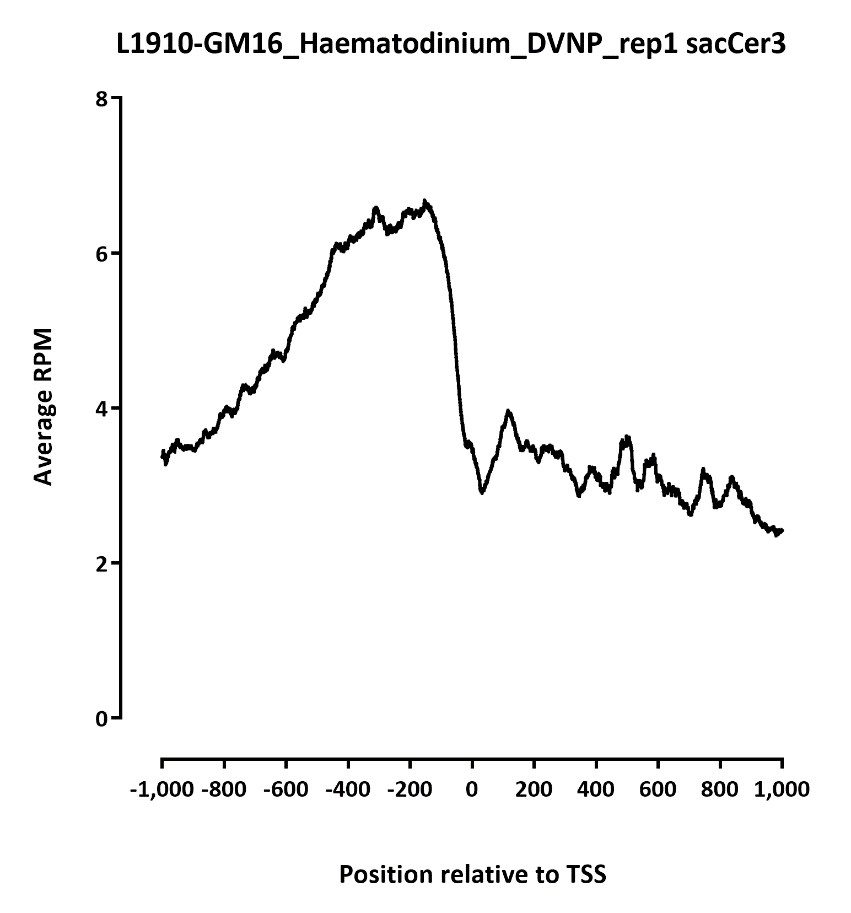 L1910-GM16_Haematodinium_DVNP_rep1 sacCer3
8
6
4
2
0
Average RPM
-1,000 -800 -600 -400 -200 0 200 400 600 800 1,000
Position relative to TSS